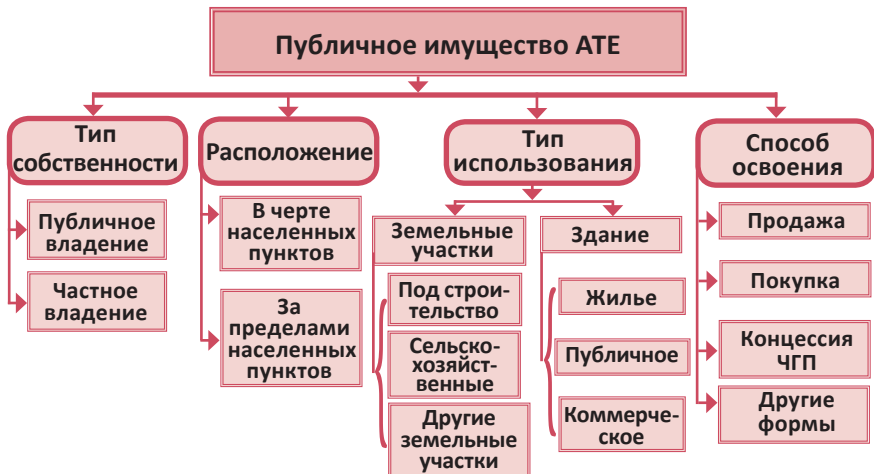 Публичное имущество АТЕ
Тип
собственности
Публичное
владение
Частное
владение
Расположение
В черте
населенных
пунктов
За
пределами
населенных
пунктов
Тип
использования
Земельные
участки
Под строи-
тельство
Сельско-
хозяйст-
венные
Другие
земельные
участки
Здание
Жилье
Публичное
Коммерче-
ское
Способ
освоения
Продажа
Покупка
Концессия
ЧГП
Другие
формы